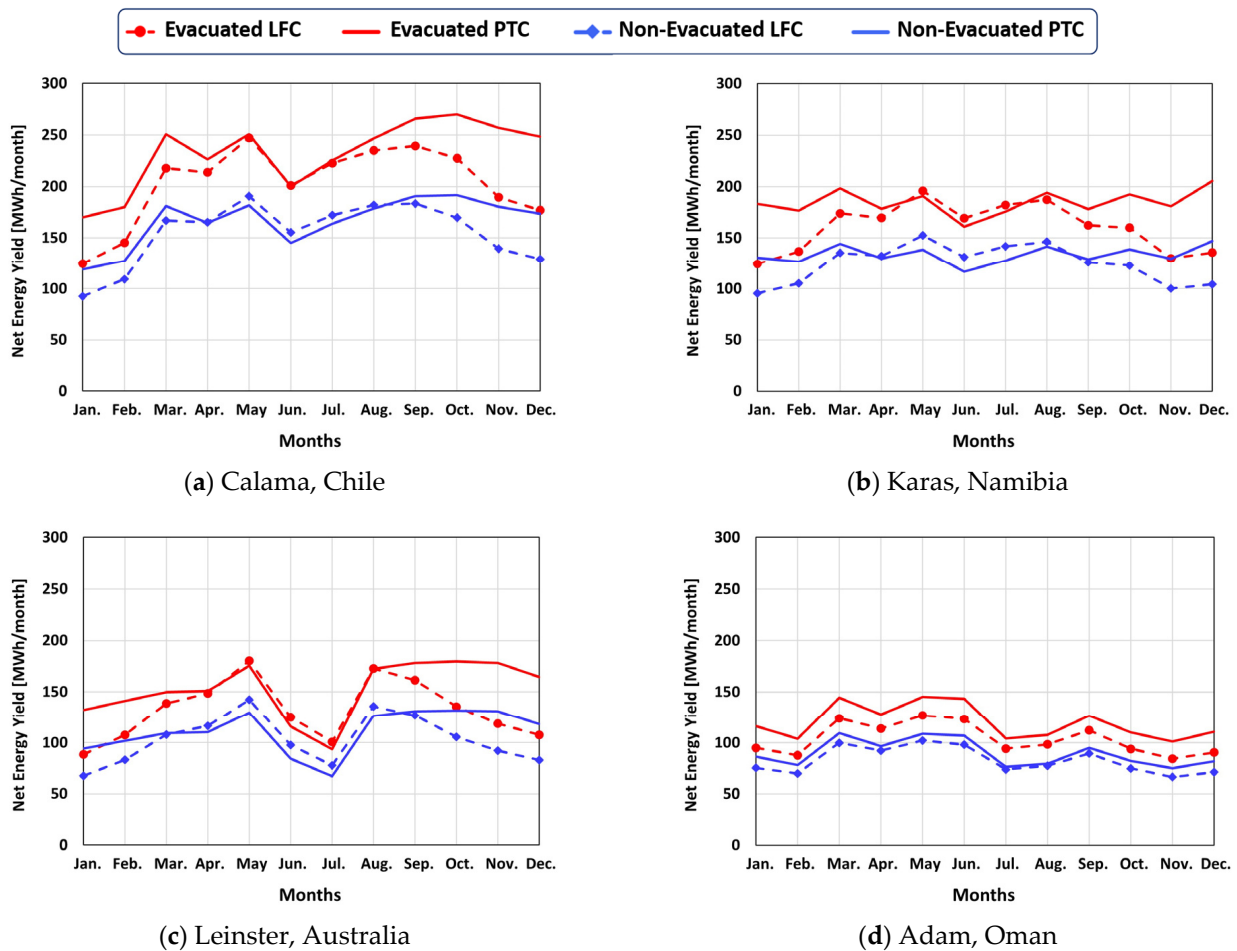 Evacuated LFC Evacuated PTC Non-Evacuated LFC Non-Evacuated PTC
Net Energy Yield [MWh/month]
300
250
200
150
100
50
0
Jan. Feb. Mar. Apr. May Jun. Jul. Aug. Sep. Oct. Nov. Dec.
Months
(a) Calama, Chile
Net Energy Yield [MWh/month]
300
250
200
150
100
50
0
Jan. Feb. Mar. Apr. May Jun. Jul. Aug. Sep. Oct. Nov. Dec.
Months
(b) Karas, Namibia
Net Energy Yield [MWh/month]
300
250
200
150
100
50
0
Jan. Feb. Mar. Apr. May Jun. Jul. Aug. Sep. Oct. Nov. Dec.
Months
(c) Leinster, Australia
Net Energy Yield [MWh/month]
300
250
200
150
100
50
0
Jan. Feb. Mar. Apr. May Jun. Jul. Aug. Sep. Oct. Nov. Dec.
Months
(d) Adam, Oman